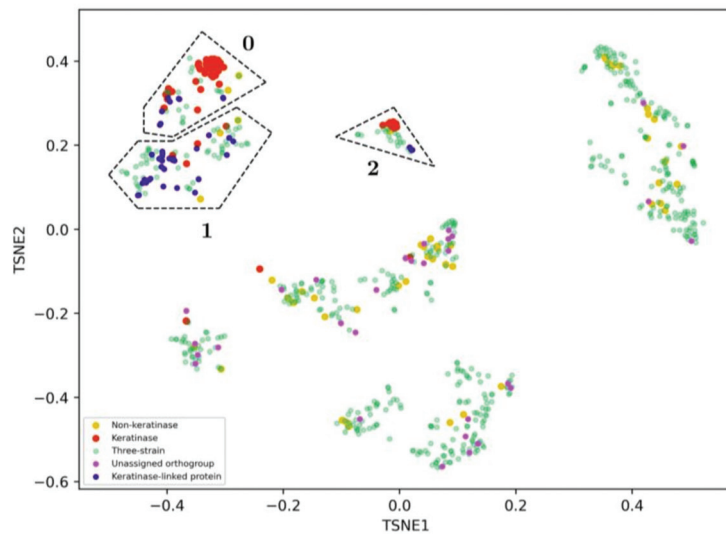 0
1
2
0.4
0.2
0.0
−0.2
−0.4
−0.6
TSNE2
Non-keratinase
Keratinase
Three-strain
Unassigned orthogroup
Keratinase-linked protein
−0.4
−0.2
0.0
0.2
0.4
TSNE1